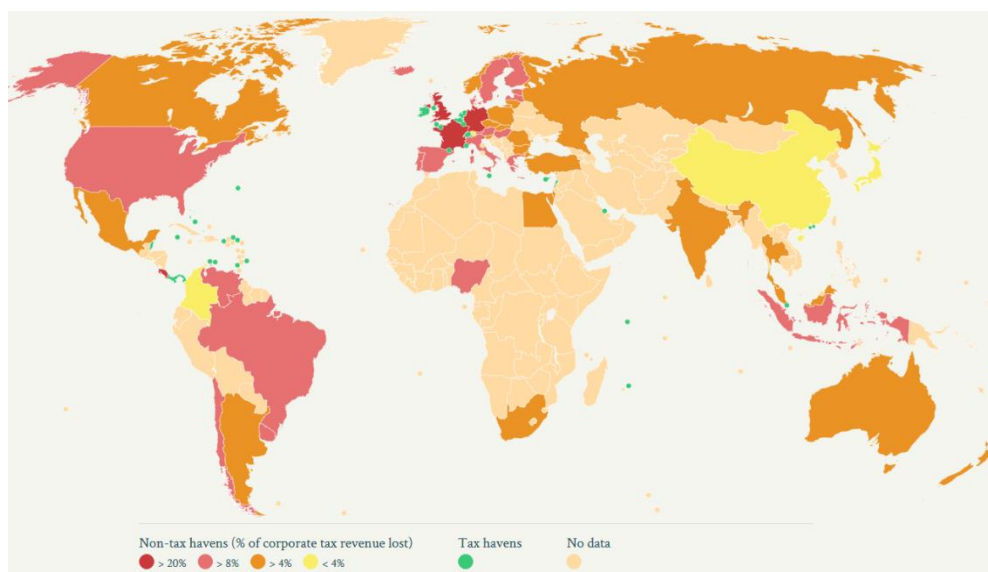 Non-tax havens (% of corporate tax revenue lost) Tax havens No data
> 20% > 8% > 4% < 4%